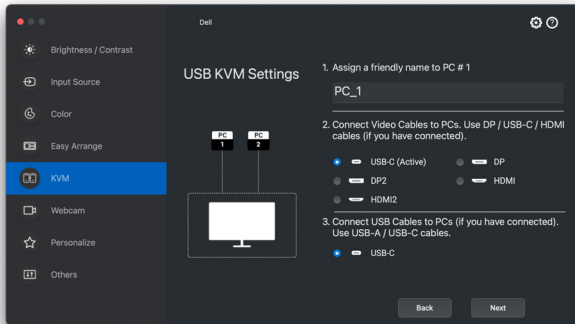 Dell
Brightness / Contrast
Input Source
Color
Easy Arrange
KVM
Webcam
Personalize
Others
USB KVM Settings
PC
1
PC
2
1. Assign a friendly name to PC # 1
PC_1
2. Connect Video Cables to PCs. Use DP / USB-C / HDMI
cables (if you have connected).
USB-C (Active)
DP
DP2
HDMI
HDMI2
3. Connect USB Cables to PCs (if you have connected).
Use USB-A / USB-C cables.
USB-C
Back
Next